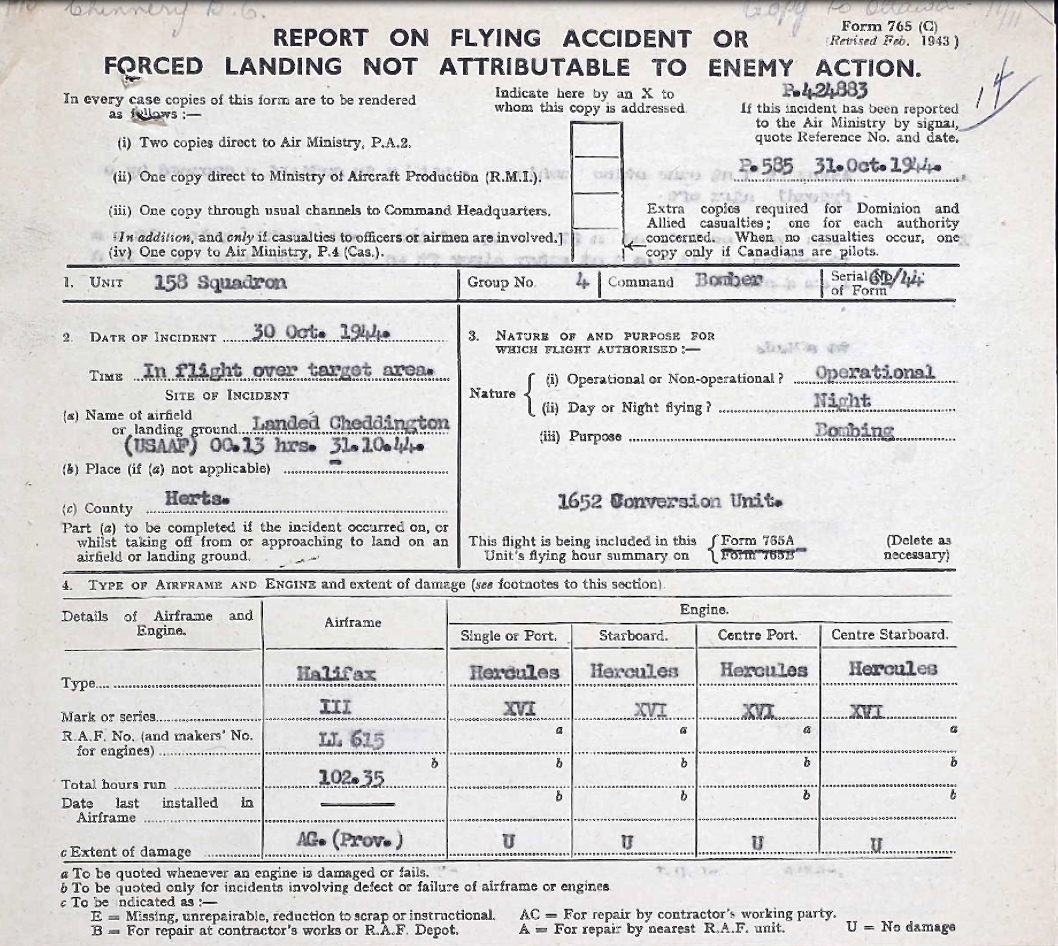 Chinnery D.C.
Copy to Ottawa
Form 765 (C)
(Revised Feb. 1943)
REPORT ON FLYING ACCIDENT OR
FORCED LANDING NOT ATTRIBUTABLE TO ENEMY ACTION.
P.424883
14
In every case copies of this form are to be rendered
as follows :—
Indicate here by an X to
whom this copy is addressed.
If this incident has been reported
to the Air Ministry by signal,
quote Reference No. and date.
(i) Two copies direct to Air Ministry, P.A.2.
P.585 31.Oct.1944.
(ii) One copy direct to Ministry of Aircraft Production (R.M.I.).
(iii) One copy through usual channels to Command Headquarters.
[In addition, and only if casualties to officers or airmen are involved.]
(iv) One copy to Air Ministry, P.4 (Cas.).
Extra copies required for Dominion and
Allied casualties; one for each authority
concerned. When no casualties occur, one
copy only if Canadians are pilots.
1. UNIT 158 Squadron Group No. 4 Command Bomber Serial No. /44
of Form
2. DATE OF INCIDENT 30 Oct. 1944.
TIME In flight over target area.
SITE OF INCIDENT
(a) Name of airfield
or landing ground Landed Cheddington
(USAAF) 00.13 hrs. 31.10.44.
(b) Place (if (a) not applicable)
(c) County Herts.
Part (a) to be completed if the incident occurred on, or
whilst taking off from or approaching to land on an
airfield or landing ground.
3. NATURE OF AND PURPOSE FOR
WHICH FLIGHT AUTHORISED :—
Nature
(i) Operational or Non-operational ? Operational
(ii) Day or Night flying ? Night
(iii) Purpose Bombing
1652 Conversion Unit.
This flight is being included in this
Unit's flying hour summary on
Form 765A
Form 765B
(Delete as
necessary)
4. TYPE OF AIRFRAME AND ENGINE and extent of damage (see footnotes to this section).
Details of Airframe and
Engine.
Airframe
Engine.
Single or Port. Starboard. Centre Port. Centre Starboard.
Type Halifax Hercules Hercules Hercules Hercules
Mark or series III XVI XVI XVI XVI
R.A.F. No. (and makers' No.
for engines) LL 615 a a a a
Total hours run 102.35 b b b b b
Date last installed in
Airframe b b b b
c Extent of damage AC. (Prov.) U U U U
a To be quoted whenever an engine is damaged or fails.
b To be quoted only for incidents involving defect or failure of airframe or engines
c To be indicated as :—
E = Missing, unrepairable, reduction to scrap or instructional.
B = For repair at contractor's works or R.A.F. Depot.
AC = For repair by contractor's working party.
A = For repair by nearest R.A.F. unit.
U = No damage